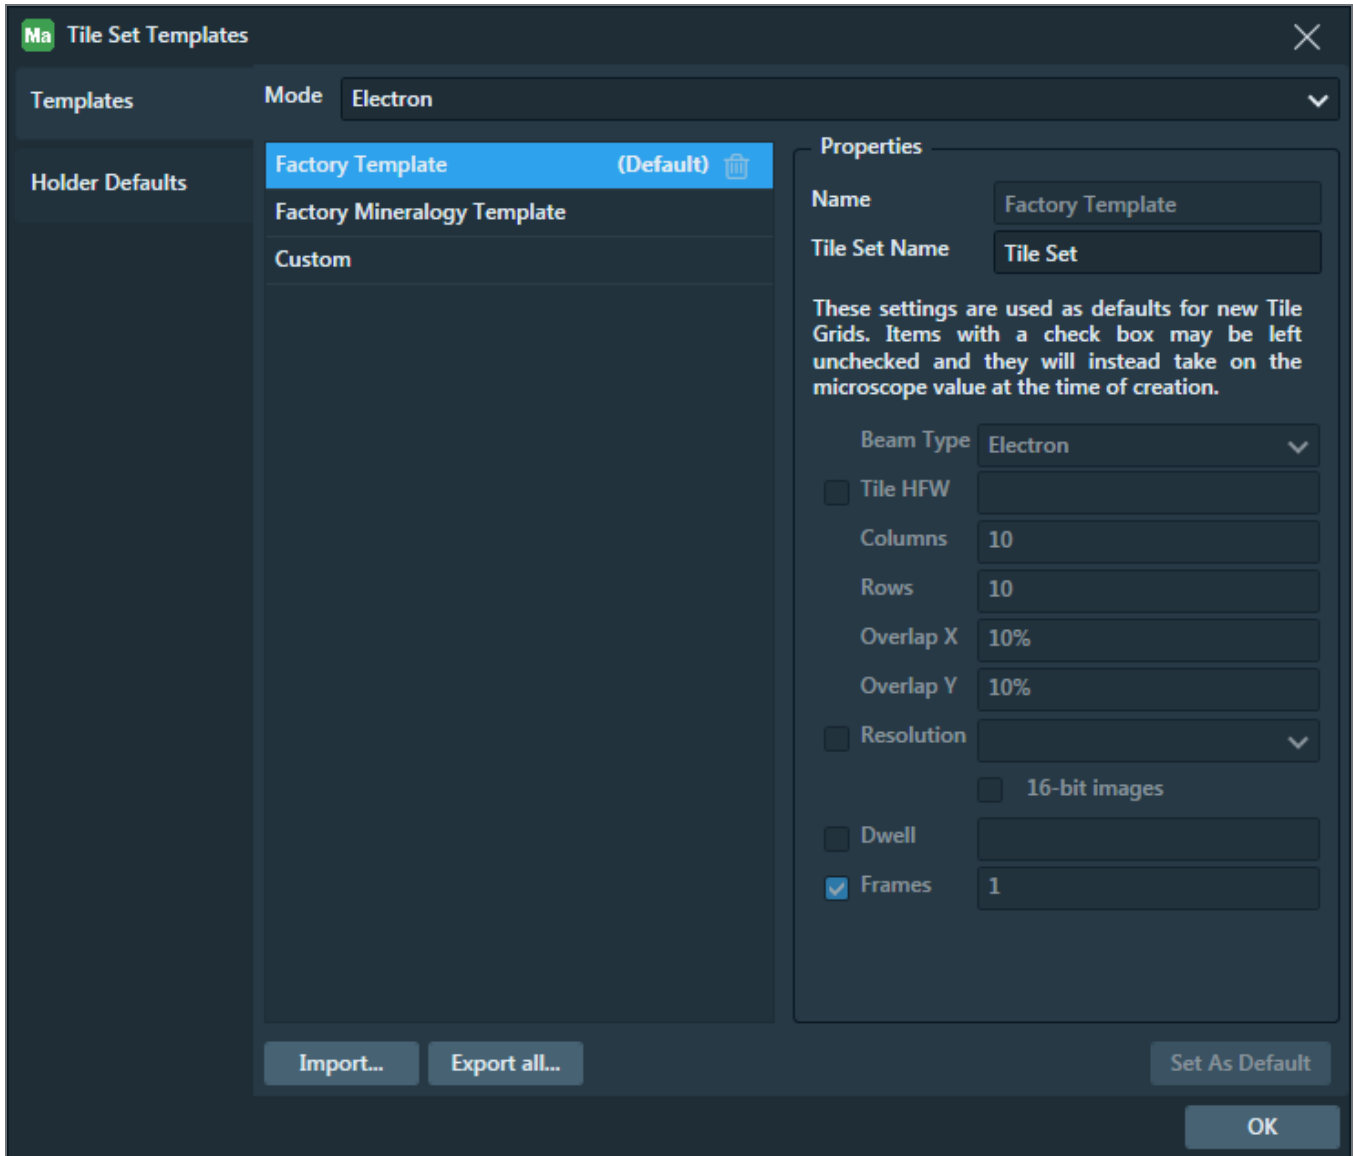 Ma Tile Set Templates
Templates
Holder Defaults
Mode Electron
Factory Template (Default)
Factory Mineralogy Template
Custom
Properties
Name Factory Template
Tile Set Name Tile Set
These settings are used as defaults for new Tile
Grids. Items with a check box may be left
unchecked and they will instead take on the
microscope value at the time of creation.
Beam Type Electron
Tile HFW
Columns 10
Rows 10
Overlap X 10%
Overlap Y 10%
Resolution
16-bit images
Dwell
Frames 1
Import... Export all... Set As Default
OK